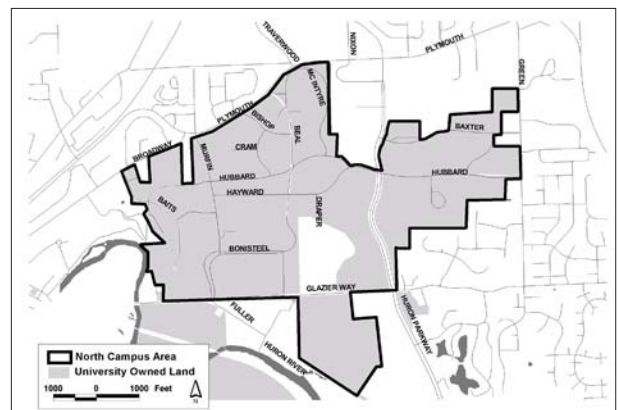 TRAVERWOOD
NIXON
PLYMOUTH
GREEN
MC INTYRE
PLYMOUTH
BISHOP
BEAL
BAXTER
BROADWAY
MURFIN
CRAM
HUBBARD
HUBBARD
HAYWARD
BAITS
DRAPER
BONISTEEL
GLAZIER WAY
FULLER
HURON PARKWAY
HURON RIVER
North Campus Area
University Owned Land
1000 0 1000 Feet
N